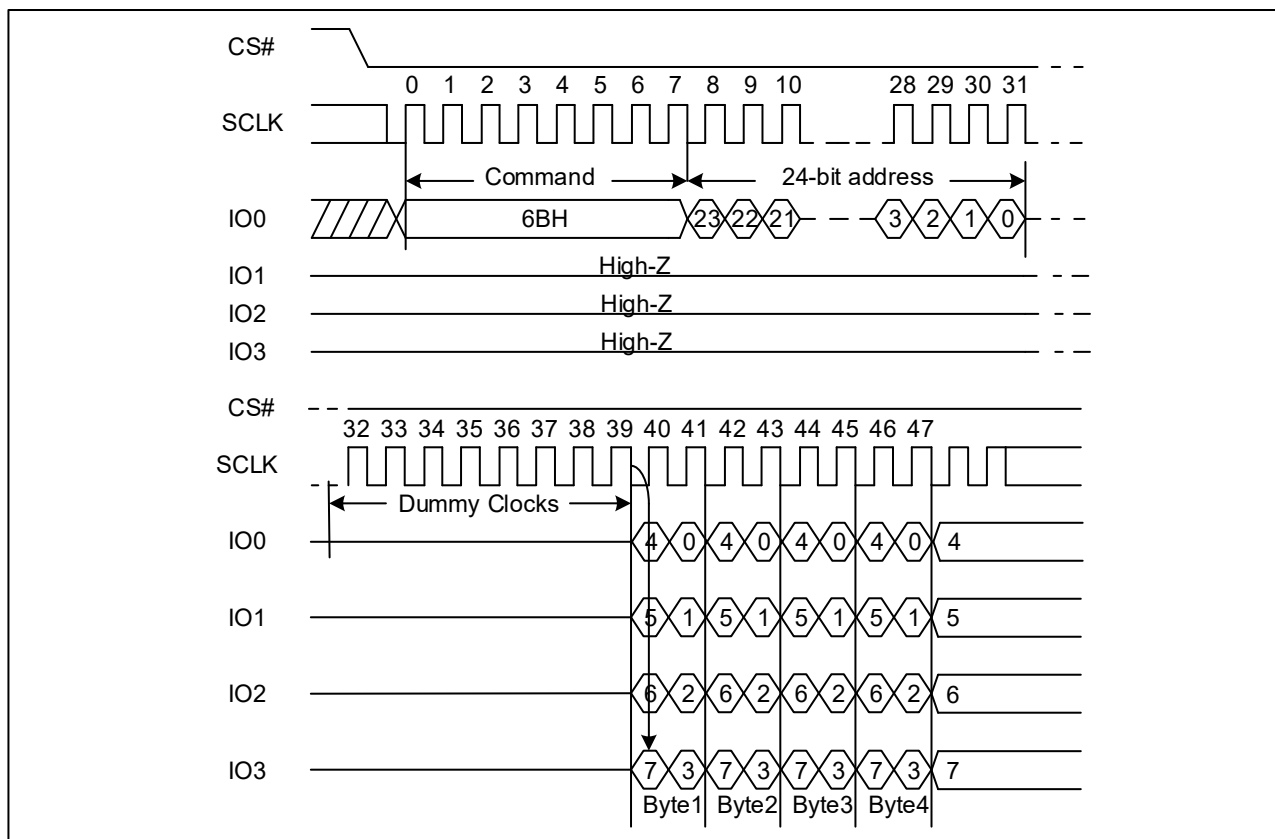 CS#
0 1 2 3 4 5 6 7 8 9 10 28 29 30 31
SCLK
Command 24-bit address
IO0 6BH 23 22 21 3 2 1 0
IO1 High-Z
IO2 High-Z
IO3 High-Z
CS#
32 33 34 35 36 37 38 39 40 41 42 43 44 45 46 47
SCLK
Dummy Clocks
IO0 4 0 4 0 4 0 4 0 4
IO1 5 1 5 1 5 1 5 1 5
IO2 6 2 6 2 6 2 6 2 6
IO3 7 3 7 3 7 3 7 3 7
Byte1 Byte2 Byte3 Byte4